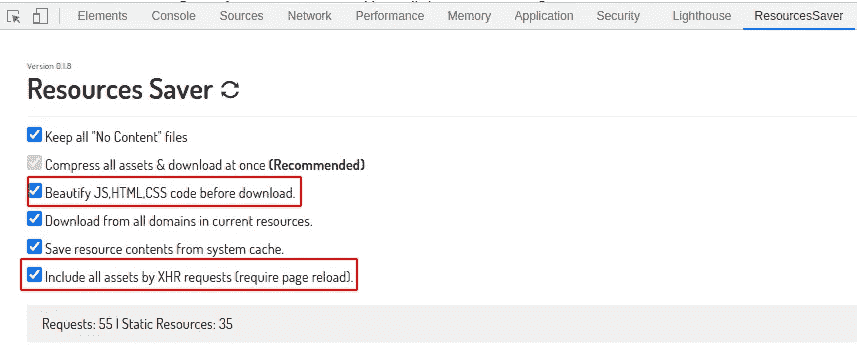 Elements Console Sources Network Performance Memory Application Security Lighthouse ResourcesSaver
Version 0.1.8
Resources Saver
Keep all "No Content" files
Compress all assets & download at once (Recommended)
Beautify JS,HTML,CSS code before download.
Download from all domains in current resources.
Save resource contents from system cache.
Include all assets by XHR requests (require page reload).
Requests: 55 | Static Resources: 35